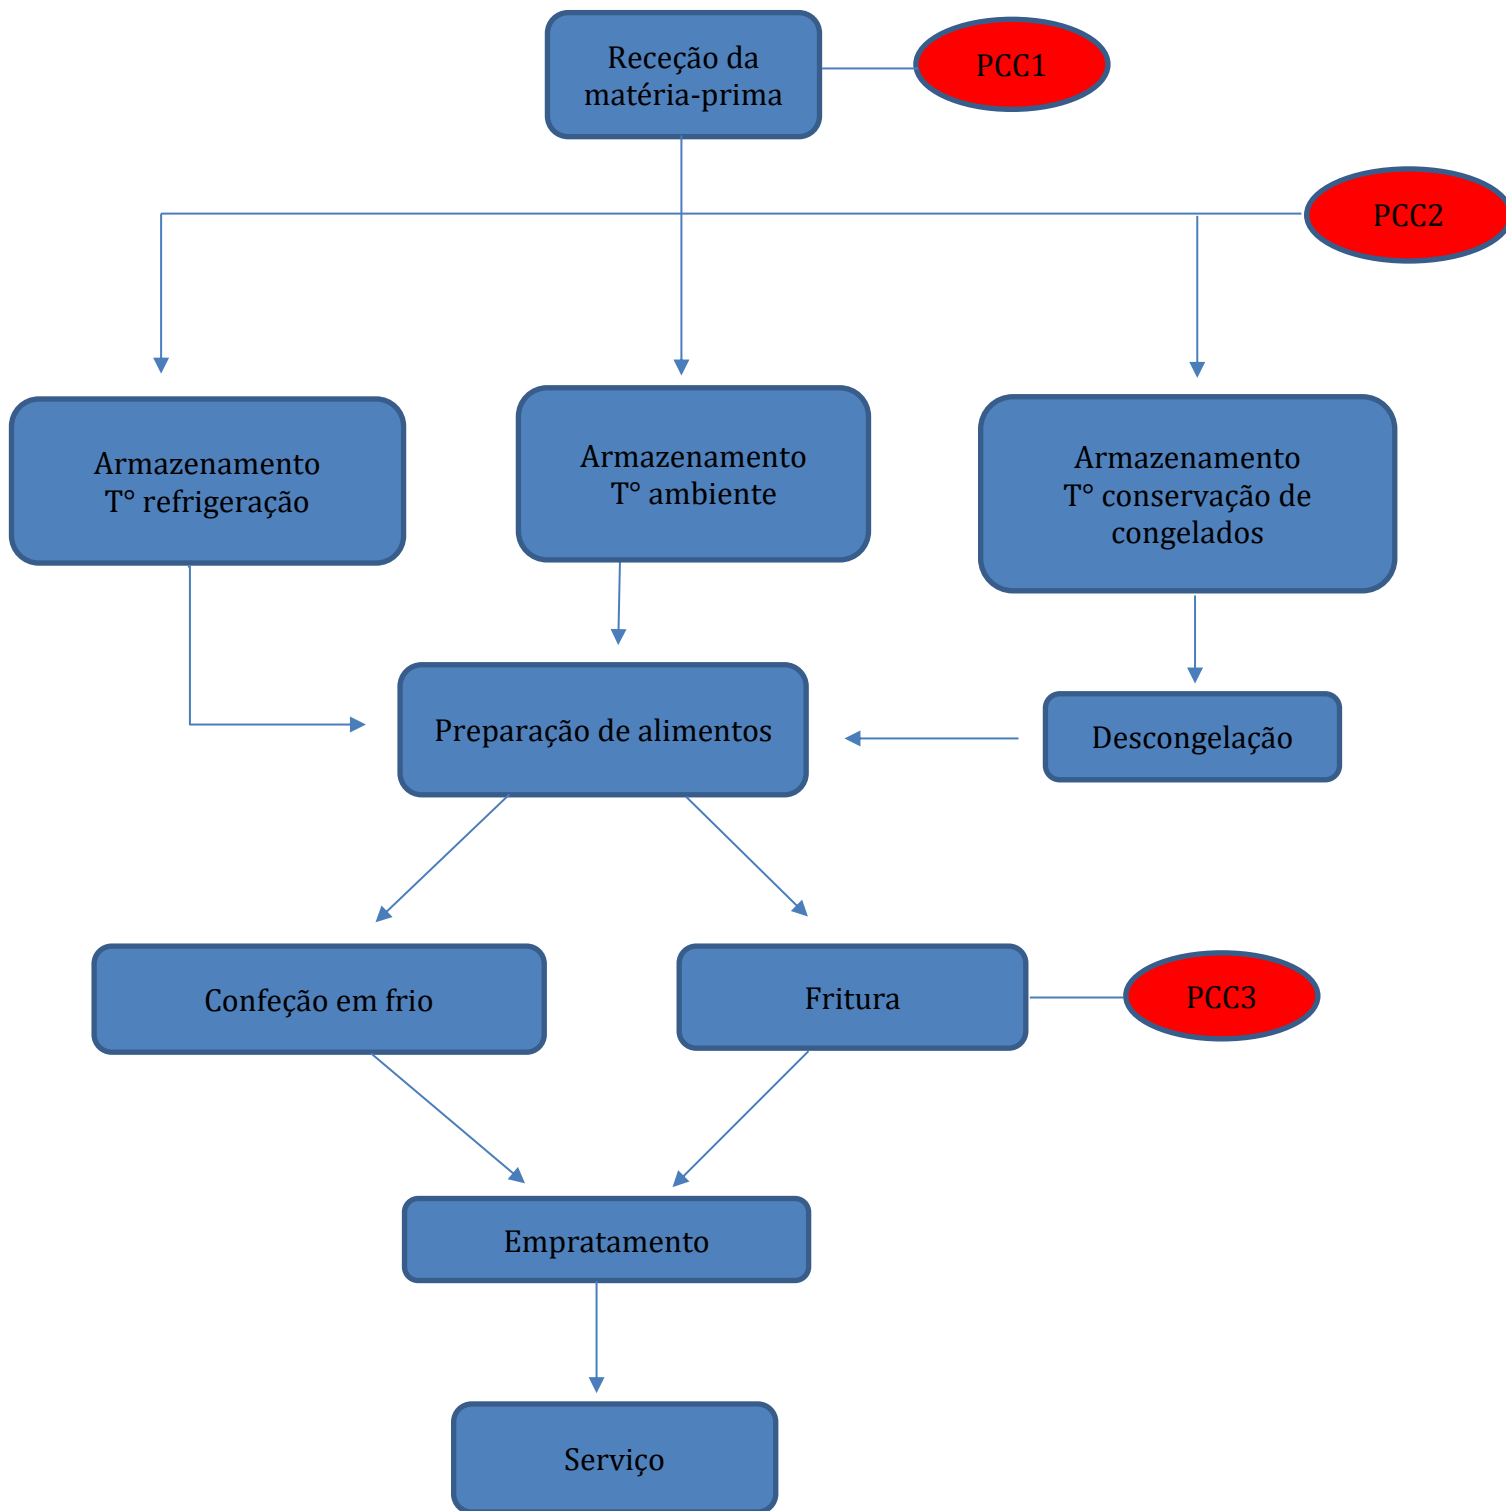 Receção da
matéria-prima
PCC1
PCC2
Armazenamento
T° refrigeração
Armazenamento
T° ambiente
Armazenamento
T° conservação de
congelados
Preparação de alimentos
Descongelação
Confeção em frio
Fritura
PCC3
Empratamento
Serviço